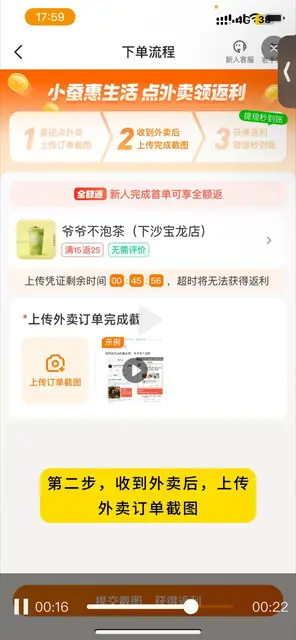 17:59
4G
38
下单流程
新人客服
小蚕惠生活 点外卖领返利
提现秒到账
1
上传订单截图
2 收到外卖后
上传完成截图
3 获得返利
全额返 新人完成首单可享全额返
爷爷不泡茶（下沙宝龙店）
满15返25 无需评价
上传凭证剩余时间 00:45:56，超时将无法获得返利
*上传外卖订单完成截
示例
上传订单截图
第二步，收到外卖后，上传
外卖订单截图
提交截图，获得返利
00:16
00:22